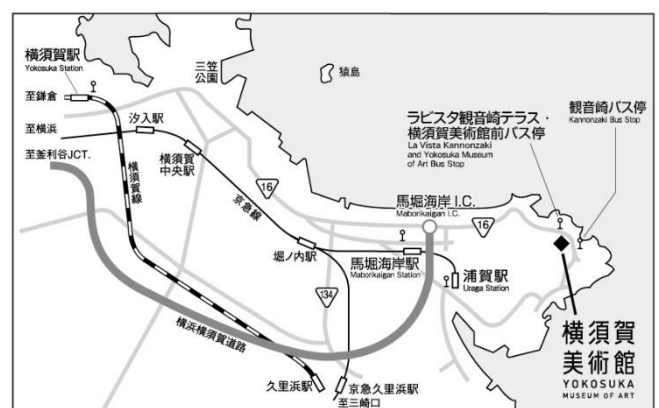 横須賀駅
Yokosuka Station
至鎌倉
至横浜
至釜利谷JCT.
汐入駅
横須賀
中央駅
横須賀線
京急線
三笠
公園
猿島
16
堀ノ内駅
134
横浜横須賀道路
久里浜駅
京急久里浜駅
至三崎口
馬堀海岸I.C.
Maborikaigan I.C.
16
馬堀海岸駅
Maborikaigan Station
浦賀駅
Uraga Station
ラビスタ観音崎テラス・
横須賀美術館前バス停
La Vista Kannonzaki
and Yokosuka Museum
of Art Bus Stop
観音崎バス停
Kannonzaki Bus Stop
横須賀
美術館
YOKOSUKA
MUSEUM OF ART